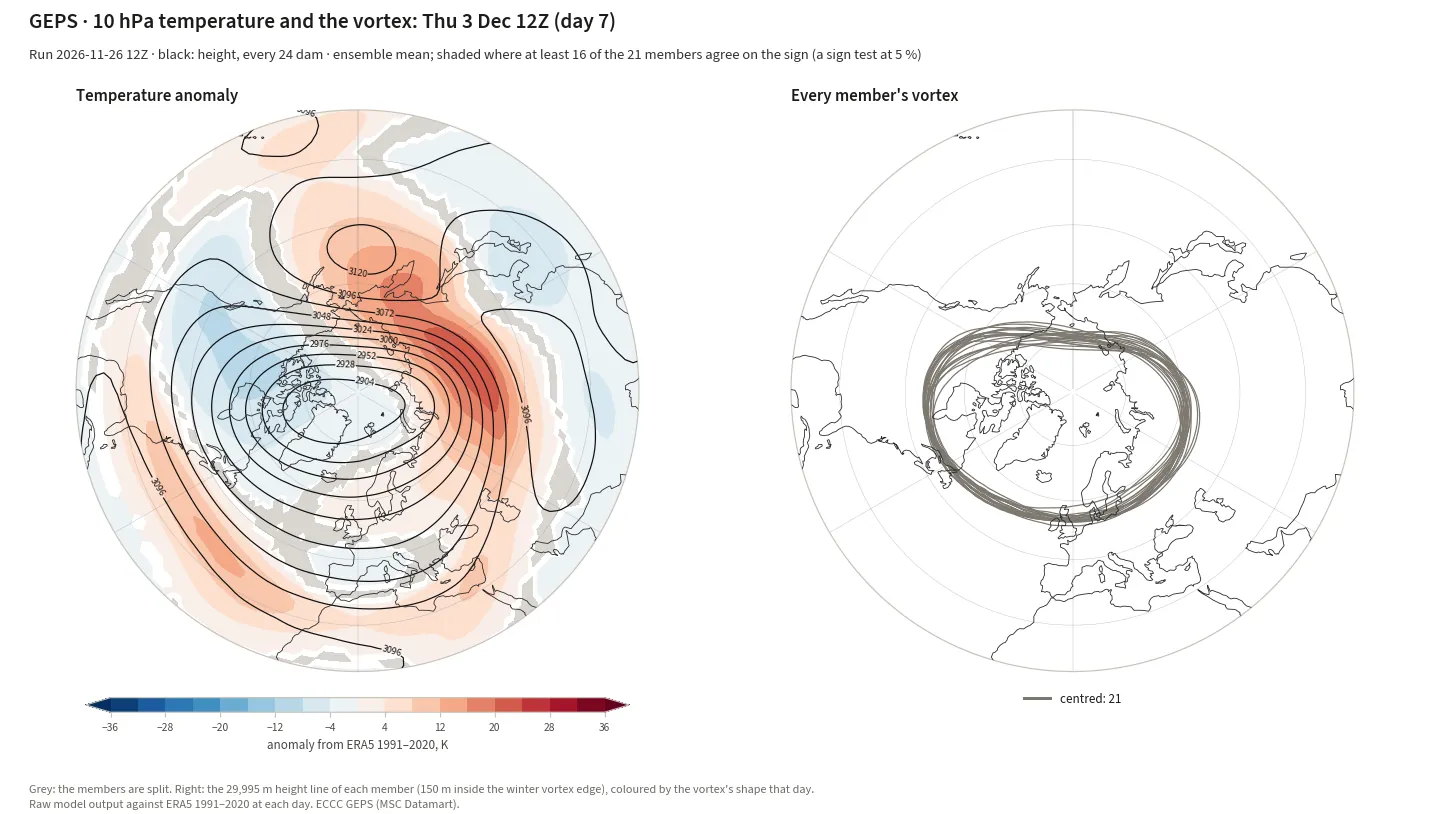 GEPS · 10 hPa temperature and the vortex: Thu 3 Dec 12Z (day 7)
Run 2026-11-26 12Z · black: height, every 24 dam · ensemble mean; shaded where at least 16 of the 21 members agree on the sign (a sign test at 5 %)
Temperature anomaly
Every member's vortex
3096
3120
3096
3072
3048
3024
3000
2976
2952
2928
2904
3096
3096
3096
−36 −28 −20 −12 −4 4 12 20 28 36
anomaly from ERA5 1991–2020, K
centred: 21
Grey: the members are split. Right: the 29,995 m height line of each member (150 m inside the winter vortex edge), coloured by the vortex's shape that day.
Raw model output against ERA5 1991–2020 at each day. ECCC GEPS (MSC Datamart).